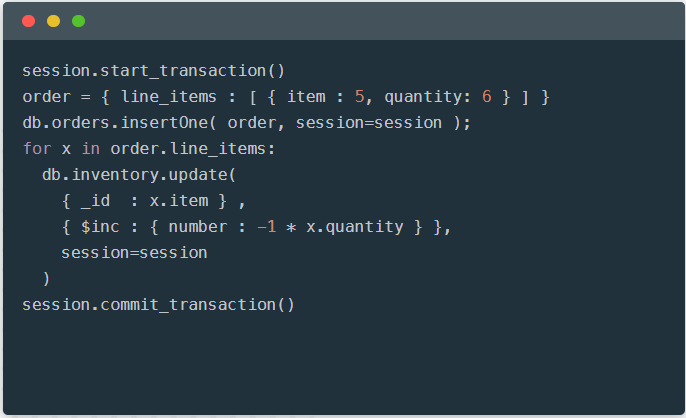 session.start_transaction()
order = { line_items : [ { item : 5, quantity: 6 } ] }
db.orders.insertOne( order, session=session );
for x in order.line_items:
  db.inventory.update(
    { _id  : x.item } ,
    { $inc : { number : -1 * x.quantity } },
    session=session
  )
session.commit_transaction()